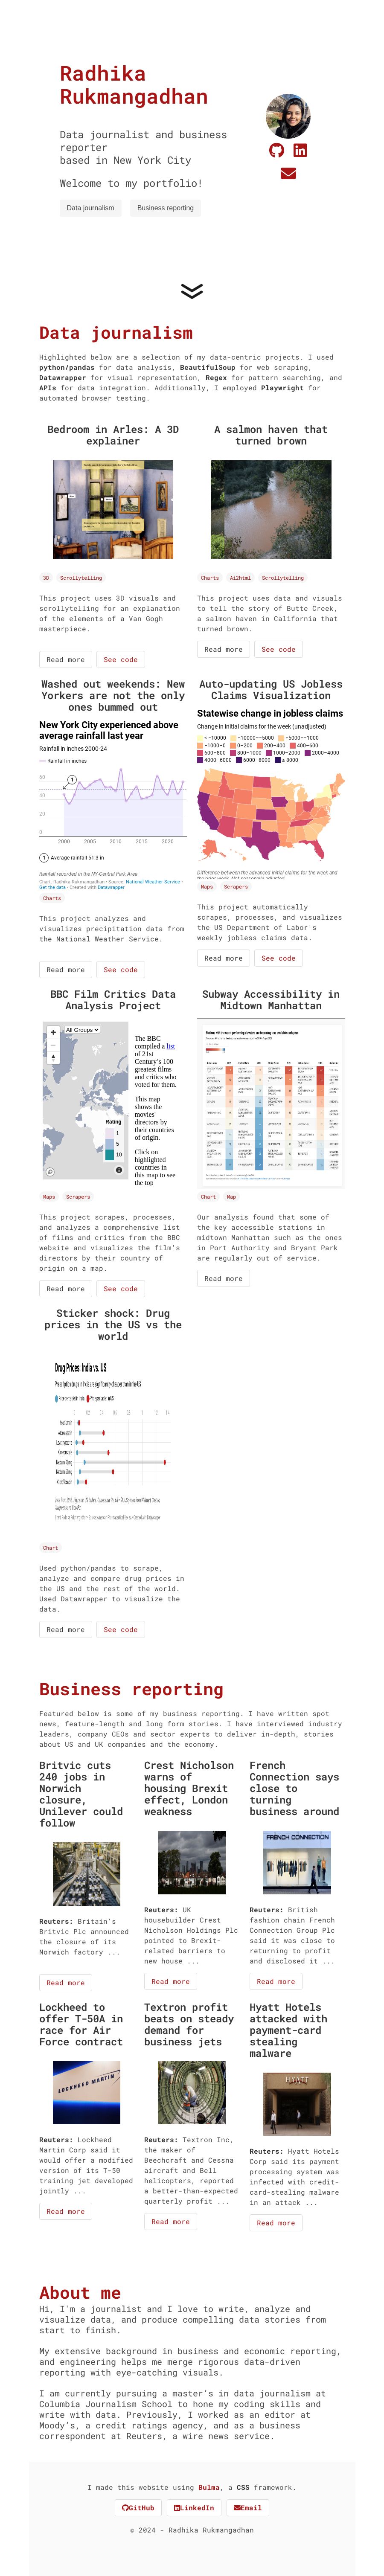 Radhika
Rukmangadhan
Data journalist and business
reporter
based in New York City
Welcome to my portfolio!
Data journalism
Business reporting
Data journalism
Highlighted below are a selection of my data-centric projects. I used
python/pandas for data analysis, BeautifulSoup for web scraping,
Datawrapper for visual representation, Regex for pattern searching, and
APIs for data integration. Additionally, I employed Playwright for
automated browser testing.
Bedroom in Arles: A 3D
explainer
3D
Scrollytelling
This project uses 3D visuals and
scrollytelling for an explanation
of the elements of a Van Gogh
masterpiece.
Read more
See code
A salmon haven that
turned brown
Charts
Ai2html
Scrollytelling
This project uses data and visuals
to tell the story of Butte Creek,
a salmon haven in California that
turned brown.
Read more
See code
Washed out weekends: New
Yorkers are not the only
ones bummed out
New York City experienced above
average rainfall last year
Rainfall in inches 2000-24
Rainfall in inches
60
40
20
0
1
2000
2005
2010
2015
2020
1 Average rainfall 51.3 in
Rainfall recorded in the NY-Central Park Area
Chart: Radhika Rukmangadhan • Source: National Weather Service •
Get the data • Created with Datawrapper
Charts
This project analyzes and
visualizes precipitation data from
the National Weather Service.
Read more
See code
Auto-updating US Jobless
Claims Visualization
Statewide change in jobless claims
Change in initial claims for the week (unadjusted)
< −10000
−10000–−5000
−5000–−1000
−1000–0
0–200
200–400
400–600
600–800
800–1000
1000–2000
2000–4000
4000–6000
6000–8000
≥ 8000
Difference between the advanced initial claims for the week and
Maps
Scrapers
This project automatically
scrapes, processes, and visualizes
the US Department of Labor's
weekly jobless claims data.
Read more
See code
BBC Film Critics Data
Analysis Project
All Groups
Rating
1
5
10
The BBC
compiled a list
of 21st
Century’s 100
greatest films
and critics who
voted for them.
This map
shows the
movies'
directors by
their countries
of origin.
Click on
highlighted
countries in
this map to see
the top
Maps
Scrapers
This project scrapes, processes,
and analyzes a comprehensive list
of films and critics from the BBC
website and visualizes the film's
directors by their country of
origin on a map.
Read more
See code
Subway Accessibility in
Midtown Manhattan
Chart
Map
Our analysis found that some of
the key accessible stations in
midtown Manhattan such as the ones
in Port Authority and Bryant Park
are regularly out of service.
Read more
Sticker shock: Drug
prices in the US vs the
world
Drug Prices: India vs. US
Chart
Used python/pandas to scrape,
analyze and compare drug prices in
the US and the rest of the world.
Used Datawrapper to visualize the
data.
Read more
See code
Business reporting
Featured below is some of my business reporting. I have written spot
news, feature-length and long form stories. I have interviewed industry
leaders, company CEOs and sector experts to deliver in-depth, stories
about US and UK companies and the economy.
Britvic cuts
240 jobs in
Norwich
closure,
Unilever could
follow
Reuters: Britain's
Britvic Plc announced
the closure of its
Norwich factory ...
Read more
Crest Nicholson
warns of
housing Brexit
effect, London
weakness
Reuters: UK
housebuilder Crest
Nicholson Holdings Plc
pointed to Brexit-
related barriers to
new house ...
Read more
French
Connection says
close to
turning
business around
FRENCH CONNECTION
Reuters: British
fashion chain French
Connection Group Plc
said it was close to
returning to profit
and disclosed it ...
Read more
Lockheed to
offer T-50A in
race for Air
Force contract
LOCKHEED MARTIN
Reuters: Lockheed
Martin Corp said it
would offer a modified
version of its T-50
training jet developed
jointly ...
Read more
Textron profit
beats on steady
demand for
business jets
Reuters: Textron Inc,
the maker of
Beechcraft and Cessna
aircraft and Bell
helicopters, reported
a better-than-expected
quarterly profit ...
Read more
Hyatt Hotels
attacked with
payment-card
stealing
malware
HYATT
Reuters: Hyatt Hotels
Corp said its payment
processing system was
infected with credit-
card-stealing malware
in an attack ...
Read more
About me
Hi, I'm a journalist and I love to write, analyze and
visualize data, and produce compelling data stories from
start to finish.
My extensive background in business and economic reporting,
and engineering helps me merge rigorous data-driven
reporting with eye-catching visuals.
I am currently pursuing a master's in data journalism at
Columbia Journalism School to hone my coding skills and
write with data. Previously, I worked as an editor at
Moody's, a credit ratings agency, and as a business
correspondent at Reuters, a wire news service.
I made this website using Bulma, a CSS framework.
GitHub
LinkedIn
Email
© 2024 - Radhika Rukmangadhan